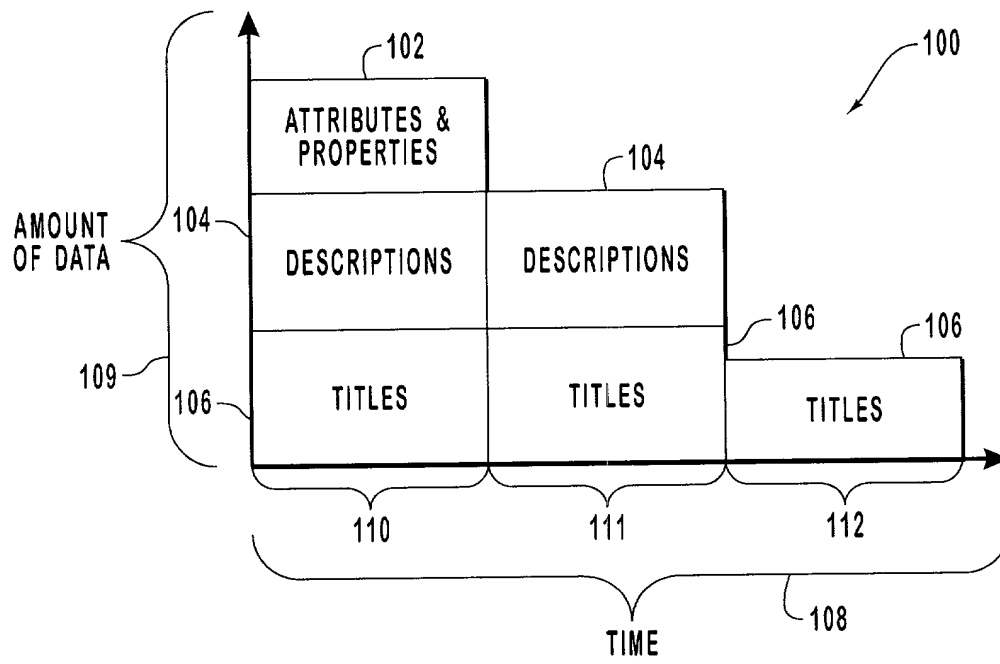 102
100
ATTRIBUTES &
PROPERTIES
104
AMOUNT
OF DATA
104
DESCRIPTIONS
DESCRIPTIONS
106
106
109
106
TITLES
TITLES
TITLES
110
111
112
108
TIME